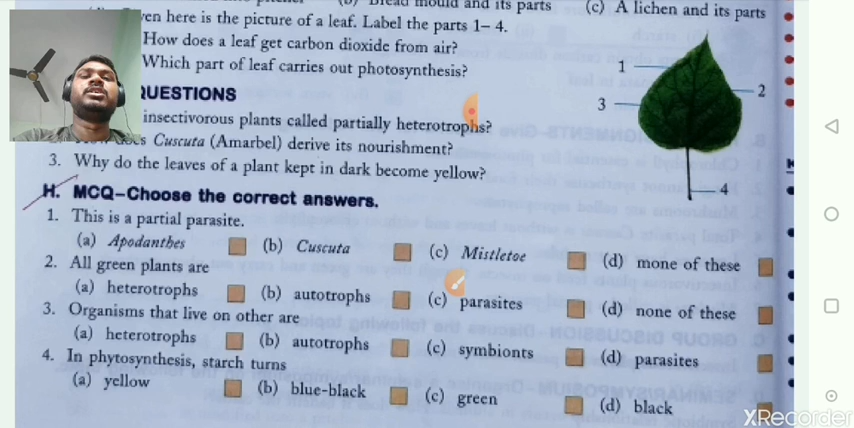 (b) Bread mould and its parts (c) A lichen and its parts
en here is the picture of a leaf. Label the parts 1–4.
How does a leaf get carbon dioxide from air?
Which part of leaf carries out photosynthesis?
1
2
3
4
QUESTIONS
insectivorous plants called partially heterotrophs?
Cuscuta (Amarbel) derive its nourishment?
3. Why do the leaves of a plant kept in dark become yellow?
H. MCQ–Choose the correct answers.
1. This is a partial parasite.
(a) Apodanthes (b) Cuscuta (c) Mistletoe (d) mone of these
2. All green plants are
(a) heterotrophs (b) autotrophs (c) parasites (d) none of these
3. Organisms that live on other are
(a) heterotrophs (b) autotrophs (c) symbionts (d) parasites
4. In phytosynthesis, starch turns
(a) yellow (b) blue-black (c) green (d) black
XRecorder